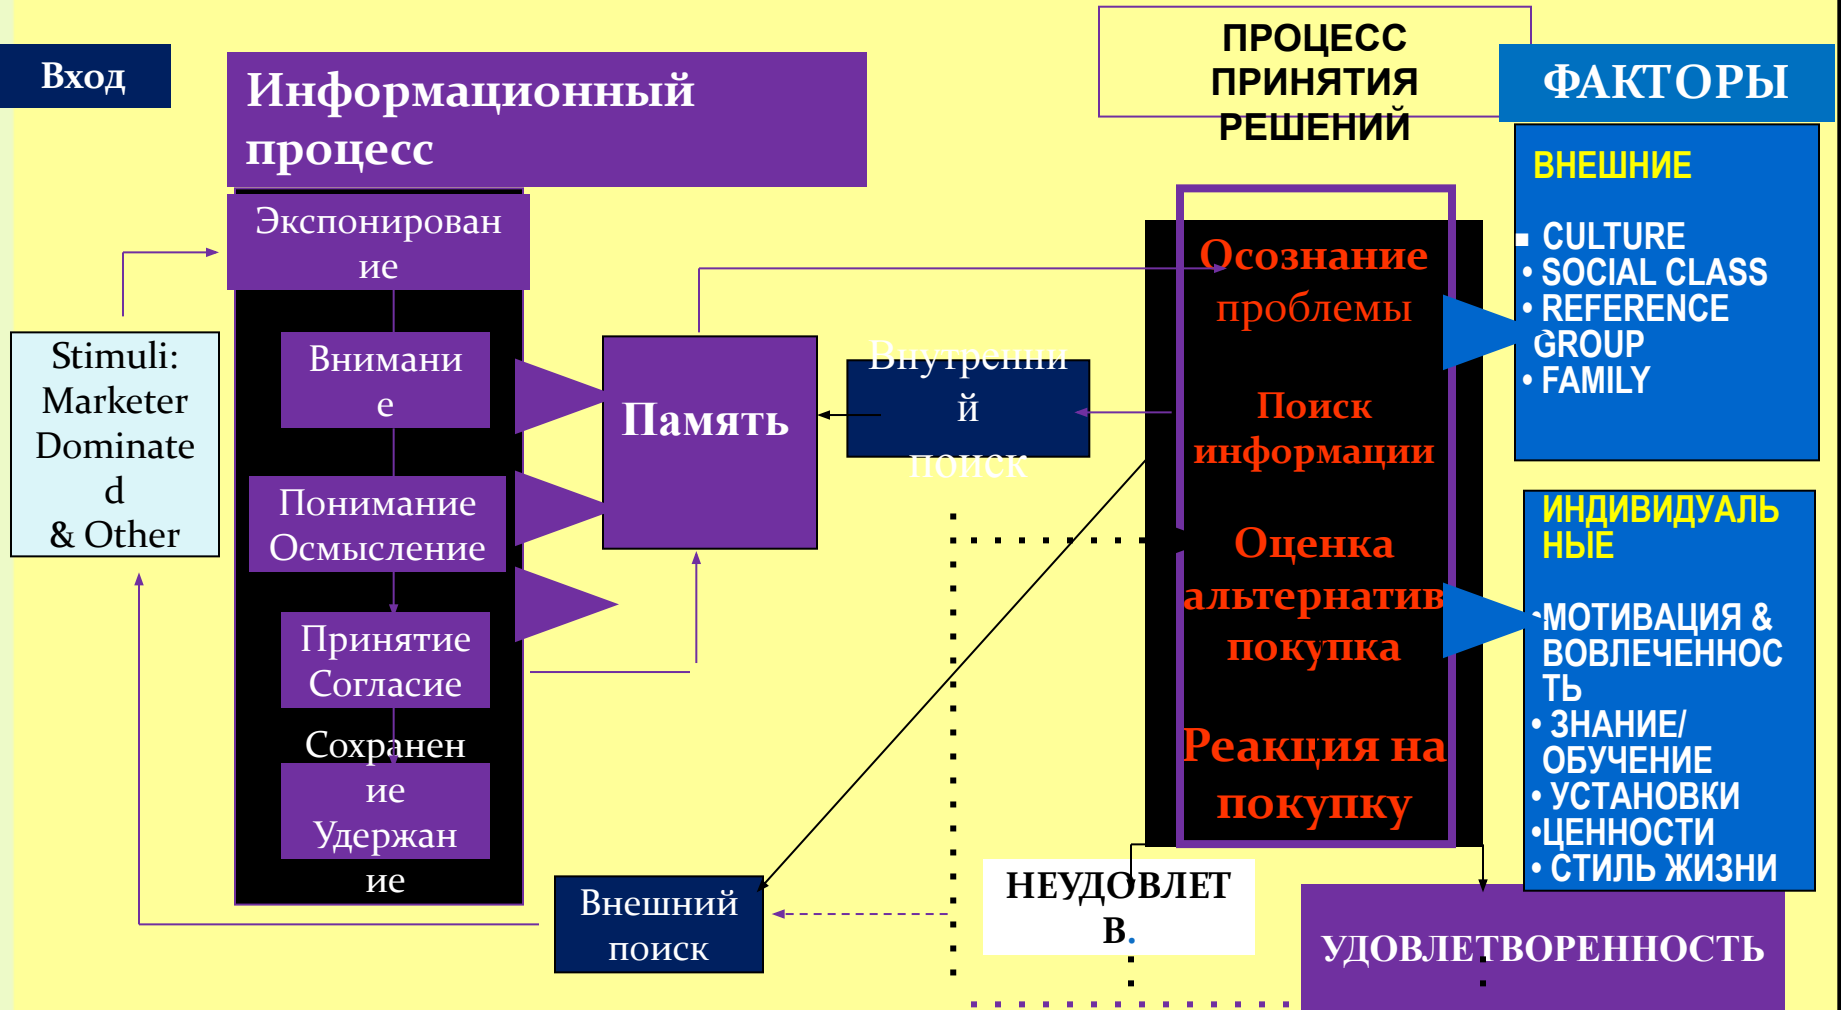 Вход
Информационный
процесс
Экспонирован
ие
Stimuli:
Marketer
Dominate
d
& Other
Внимани
е
Понимание
Осмысление
Принятие
Согласие
Сохранен
ие
Удержан
ие
Память
Внутренни
й
поиск
Внешний
поиск
ПРОЦЕСС
ПРИНЯТИЯ
РЕШЕНИЙ
Осознание
проблемы
Поиск
информации
Оценка
альтернатив
покупка
Реакция на
покупку
НЕУДОВЛЕТ
В.
УДОВЛЕТВОРЕННОСТЬ
ФАКТОРЫ
ВНЕШНИЕ
▪ CULTURE
• SOCIAL CLASS
• REFERENCE
GROUP
• FAMILY
ИНДИВИДУАЛЬ
НЫЕ
•МОТИВАЦИЯ &
ВОВЛЕЧЕННОС
ТЬ
• ЗНАНИЕ/
ОБУЧЕНИЕ
• УСТАНОВКИ
•ЦЕННОСТИ
• СТИЛЬ ЖИЗНИ